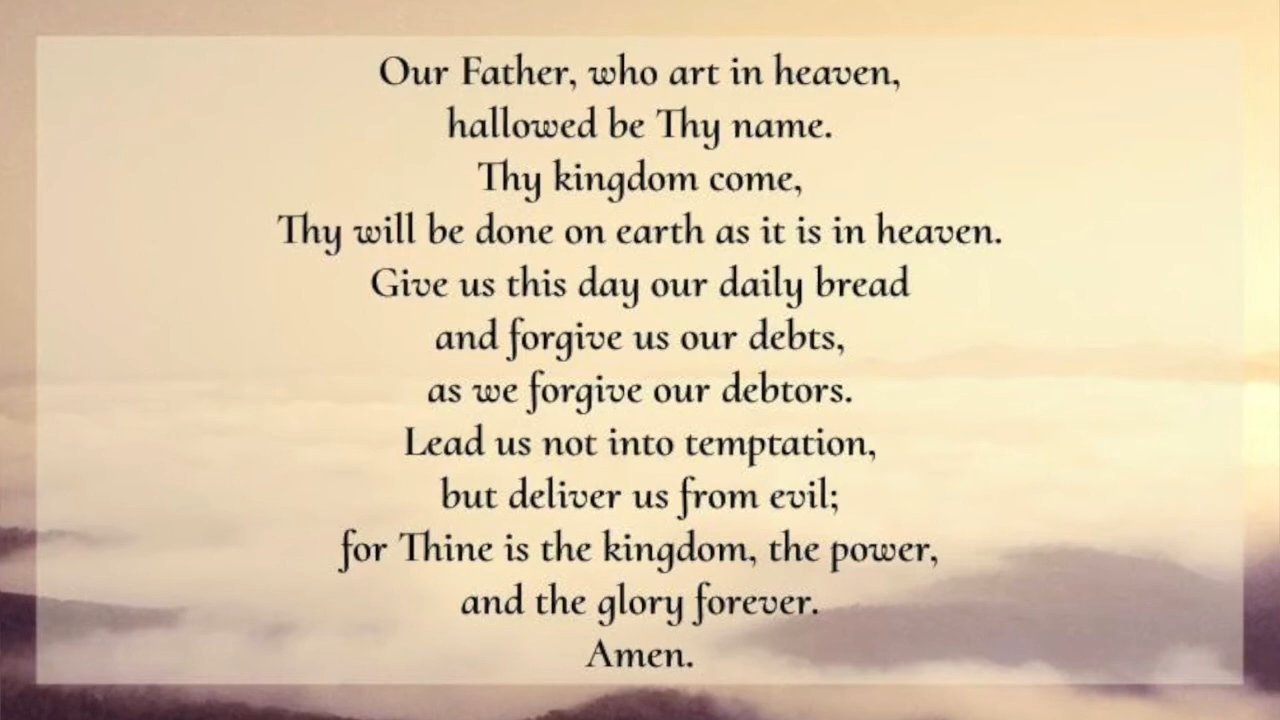 Our Father, who art in heaven,
hallowed be Thy name.
Thy kingdom come,
Thy will be done on earth as it is in heaven.
Give us this day our daily bread
and forgive us our debts,
as we forgive our debtors.
Lead us not into temptation,
but deliver us from evil;
for Thine is the kingdom, the power,
and the glory forever.
Amen.